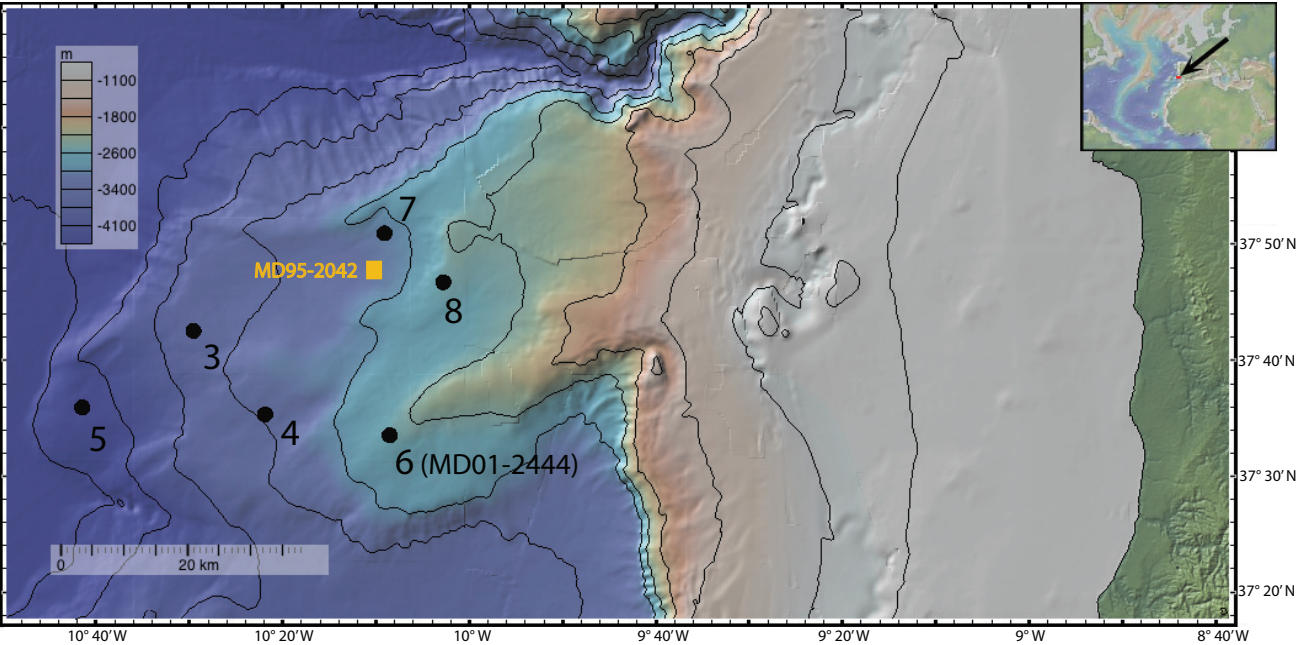 m
-1100
-1800
-2600
-3400
-4100
7
MD95-2042
8
3
5
4
6 (MD01-2444)
0
20 km
37° 50' N
37° 40' N
37° 30' N
37° 20' N
10° 40' W
10° 20' W
10° W
9° 40' W
9° 20' W
9° W
8° 40' W